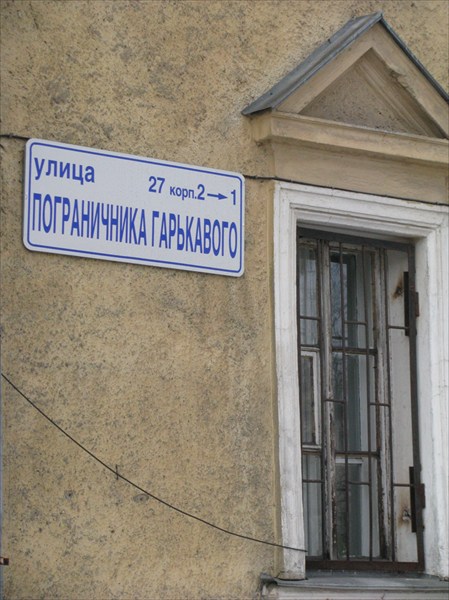 улица
27 корп.2→1
ПОГРАНИЧНИКА ГАРЬКАВОГО